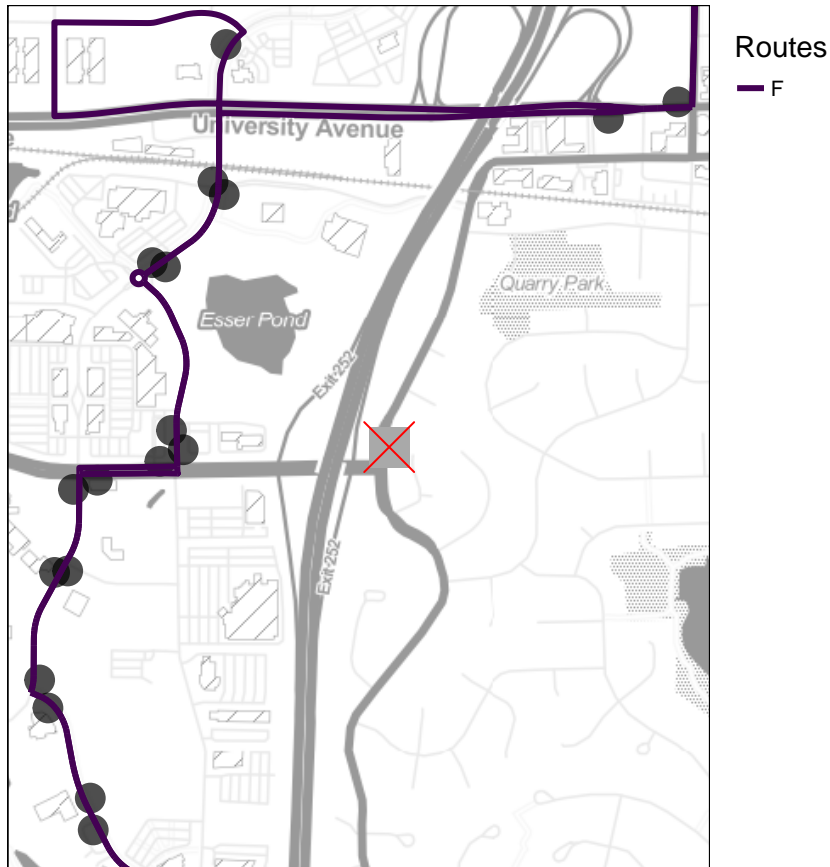 Routes
F
University Avenue
Quarry Park
Esser Pond
Exit 252
Exit 252